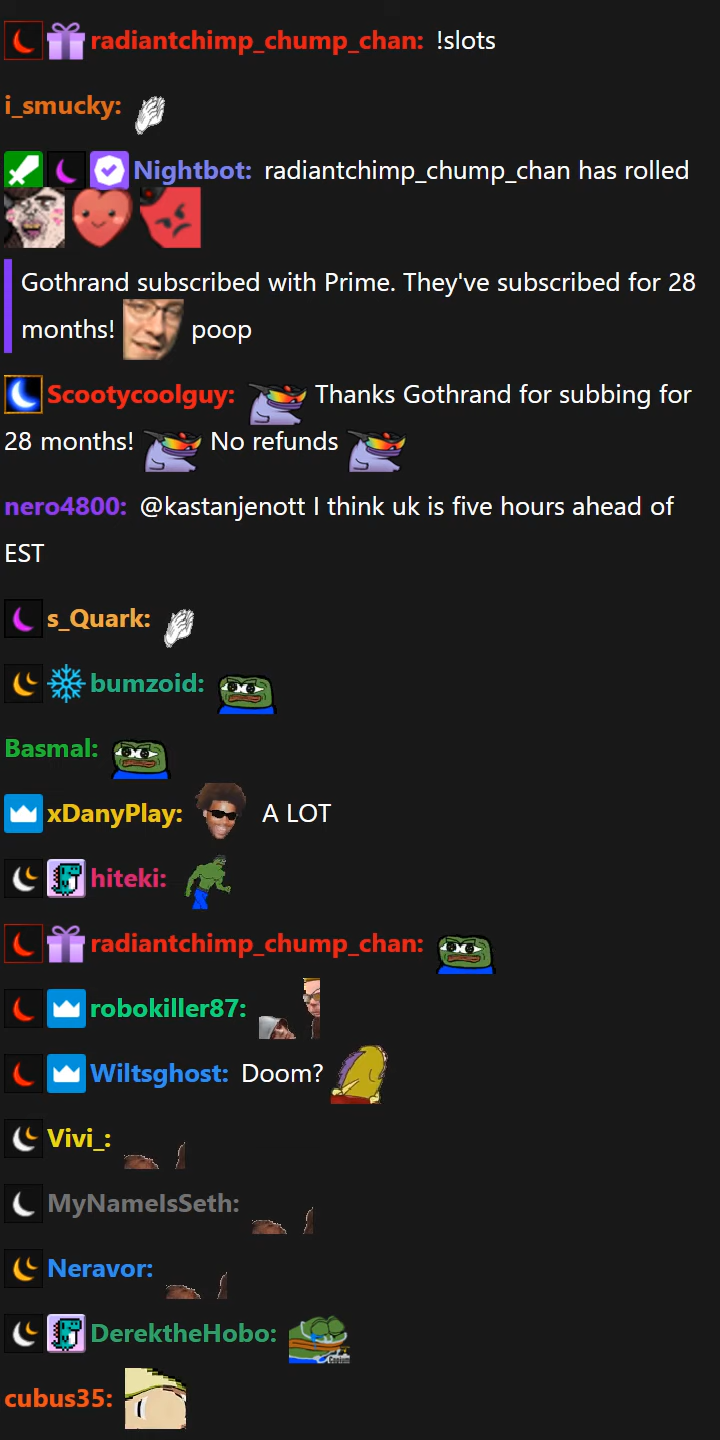 radiantchimp_chump_chan: !slots
i_smucky:
Nightbot: radiantchimp_chump_chan has rolled
Gothrand subscribed with Prime. They've subscribed for 28
months! poop
Scootycoolguy: Thanks Gothrand for subbing for
28 months! No refunds
nero4800: @kastanjenott I think uk is five hours ahead of
EST
s_Quark:
bumzoid:
Basmal:
xDanyPlay: A LOT
hiteki:
radiantchimp_chump_chan:
robokiller87:
Wiltsghost: Doom?
Vivi_:
MyNameIsSeth:
Neravor:
DerektheHobo:
cubus35: